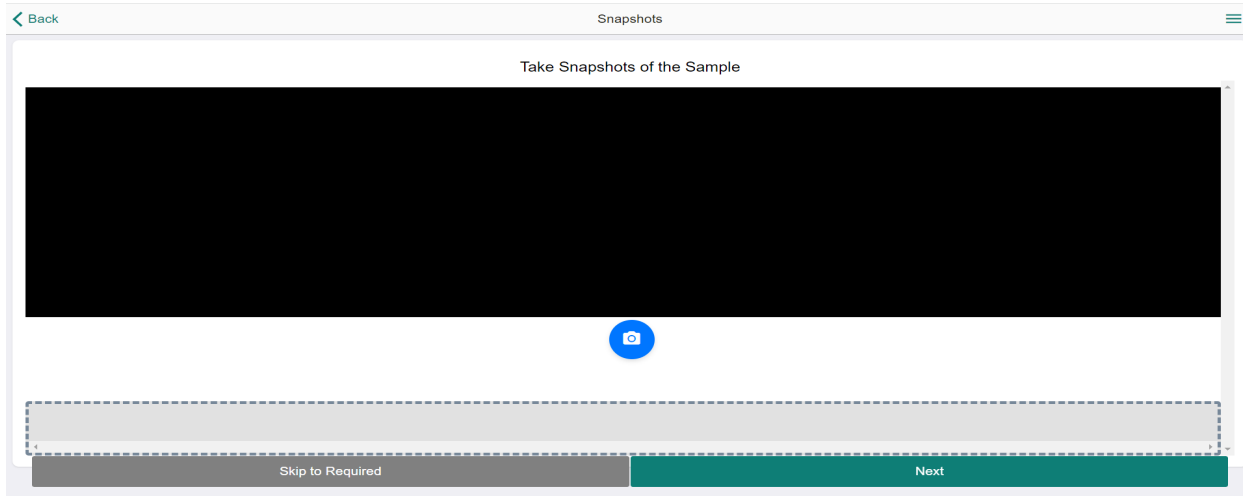 Back
Snapshots
Take Snapshots of the Sample
Skip to Required
Next